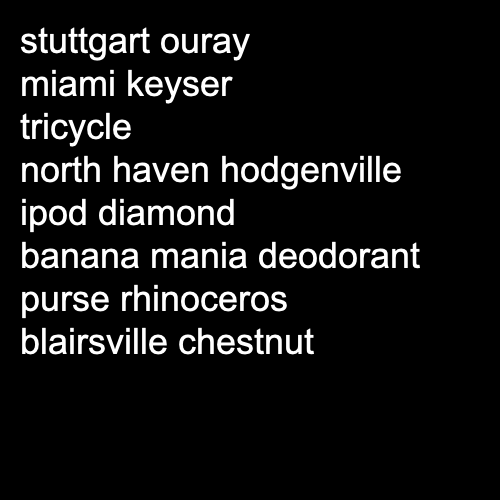 stuttgart ouray
miami keyser
tricycle
north haven hodgenville
ipod diamond
banana mania deodorant
purse rhinoceros
blairsville chestnut